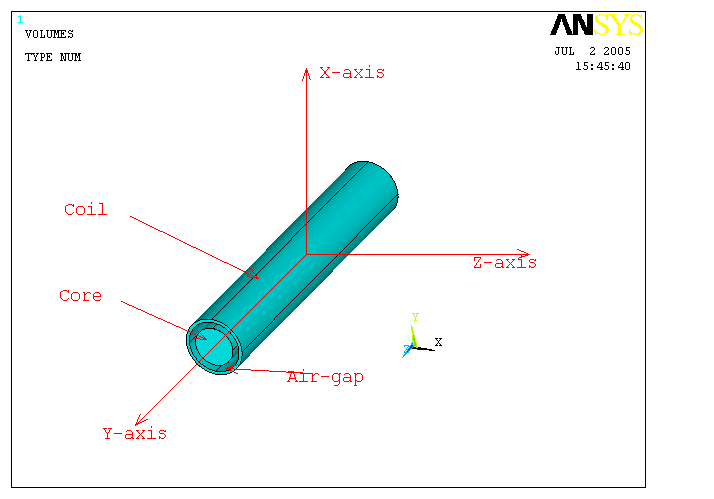 1
VOLUMES
TYPE NUM
ANSYS
JUL 2 2005
15:45:40
X-axis
Coil
Z-axis
Core
Y
X
Z
Air-gap
Y-axis